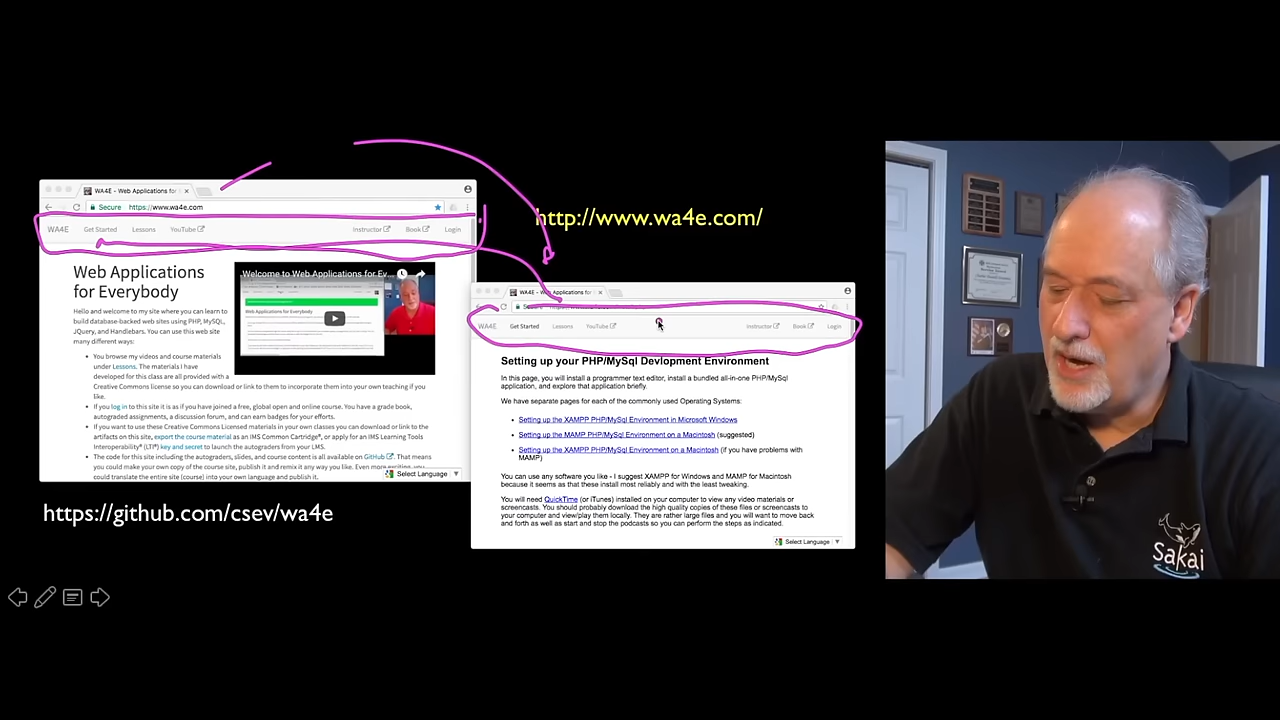 WA4E - Web Applications for
Secure https://www.wa4e.com
WA4E Get Started Lessons YouTube Instructor Book Login
Web Applications
for Everybody
Hello and welcome to my site where you can learn to
build database-backed web sites using PHP, MySQL,
JQuery, and Handlebars. You can use this web site
many different ways:
You browse my videos and course materials
under Lessons. The materials I have
developed for this class are all provided with a
Creative Commons license so you can download or link to them to incorporate them into your own teaching if you
like.
If you log in to this site it is as if you have joined a free, global open and online course. You have a grade book,
autograded assignments, a discussion forum, and can earn badges for your efforts.
If you want to use these Creative Commons Licensed materials in your own classes you can download or link to the
artifacts on this site, export the course material as an IMS Common Cartridge®, or apply for an IMS Learning Tools
Interoperability® (LTI®) key and secret to launch the autograders from your LMS.
The code for this site including the autograders, slides, and course content is all available on GitHub. That means
you could make your own copy of the course site, publish it and remix it any way you like. Even more exciting, you
could translate the entire site (course) into your own language and publish it.
Welcome to Web Applications for Ev
Web Applications for Everybody
Select Language
https://github.com/csev/wa4e
http://www.wa4e.com/
WA4E - Web Applications for
WA4E Get Started Lessons YouTube Instructor Book Login
Setting up your PHP/MySql Devlopment Environment
In this page, you will install a programmer text editor, install a bundled all-in-one PHP/MySql
application, and explore that application briefly.
We have separate pages for each of the commonly used Operating Systems:
Setting up the XAMPP PHP/MySql Environment in Microsoft Windows
Setting up the MAMP PHP/MySql Environment on a Macintosh (suggested)
Setting up the XAMPP PHP/MySql Environment on a Macintosh (if you have problems with
MAMP)
You can use any software you like - I suggest XAMPP for Windows and MAMP for Macintosh
because it seems as that these install most reliably and with the least tweaking.
You will need QuickTime (or iTunes) installed on your computer to view any video materials or
screencasts. You should probably download the high quality copies of these files or screencasts to
your computer and view/play them locally. They are rather large files and you will want to move back
and forth as well as start and stop the podcasts so you can perform the steps as indicated.
Select Language
Sakai